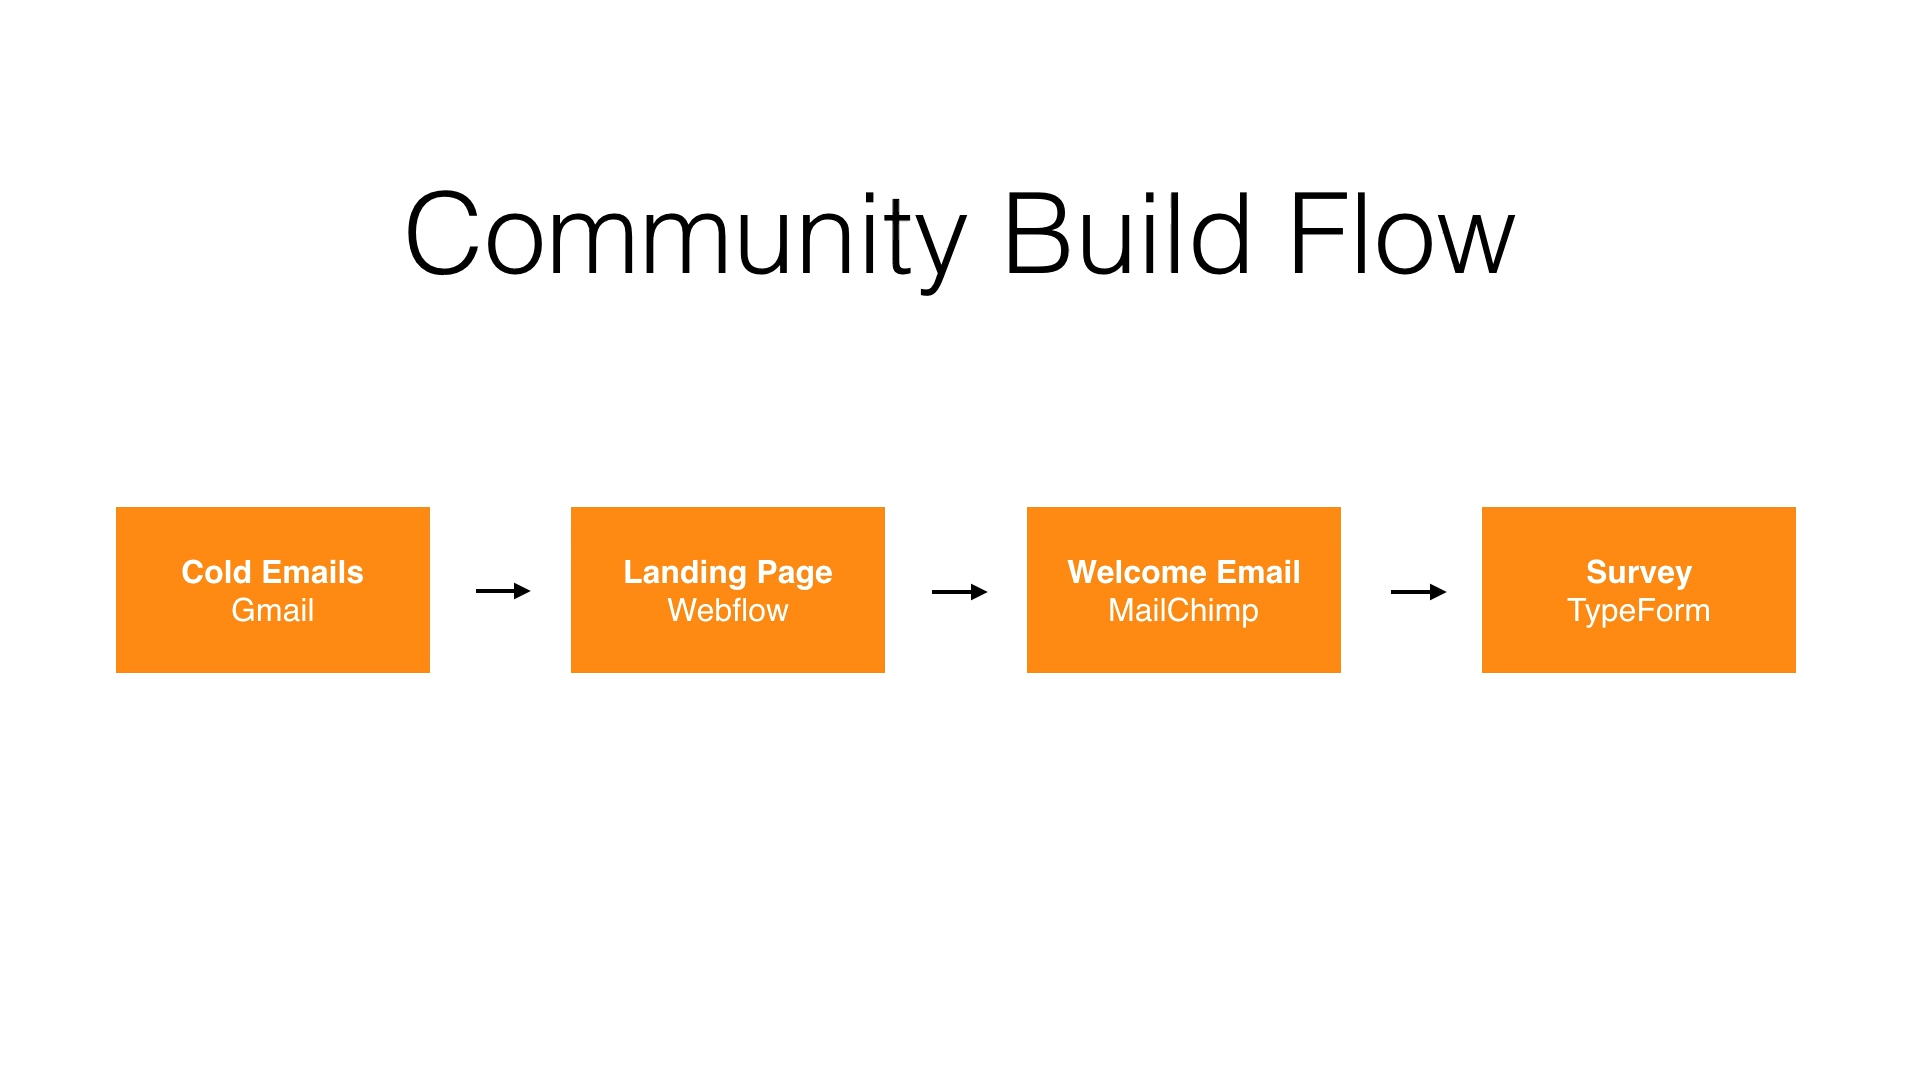 Community Build Flow
Cold Emails
Gmail
Landing Page
Webflow
Welcome Email
MailChimp
Survey
TypeForm